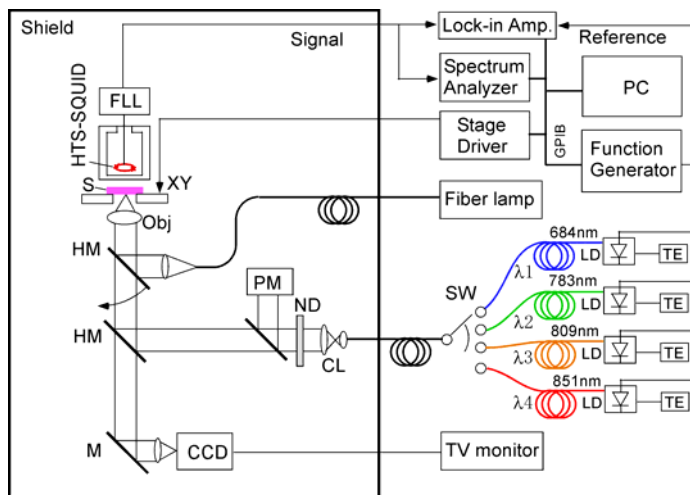 Shield
Signal
Lock-in Amp.
Reference
FLL
Spectrum
Analyzer
PC
HTS-SQUID
Stage
Driver
GPIB
Function
Generator
S
XY
Fiber lamp
Obj
HM
684nm
λ1
LD
TE
PM
ND
SW
783nm
λ2
LD
TE
HM
CL
809nm
λ3
LD
TE
851nm
λ4
LD
TE
M
CCD
TV monitor